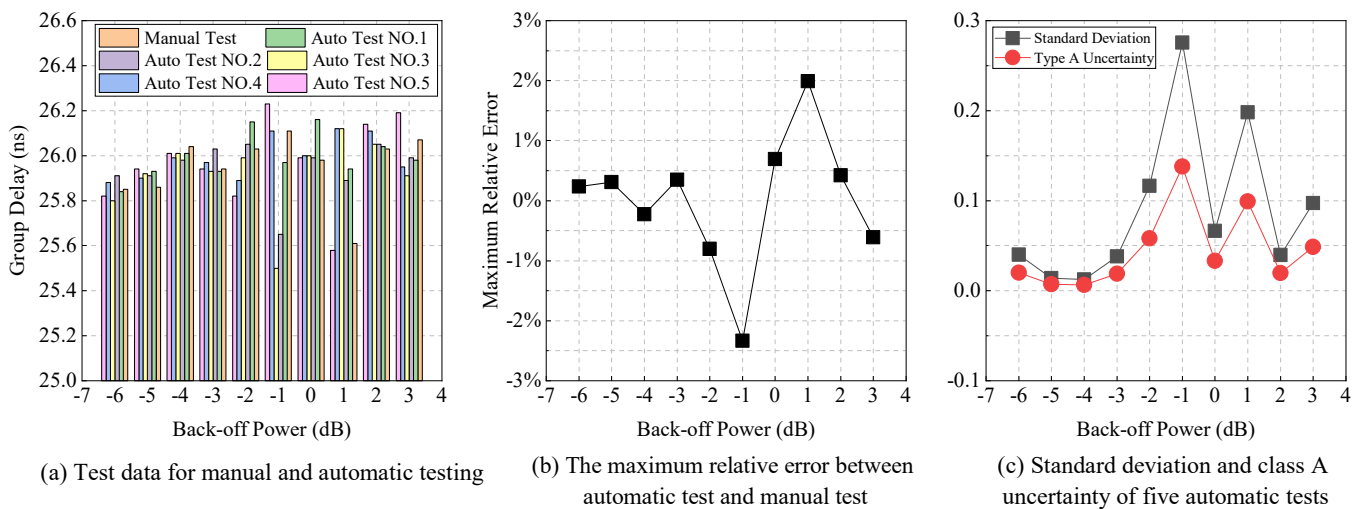 26.6
26.4
26.2
26.0
25.8
25.6
25.4
25.2
25.0
Group Delay (ns)
Manual Test
Auto Test NO.1
Auto Test NO.2
Auto Test NO.3
Auto Test NO.4
Auto Test NO.5
-7 -6 -5 -4 -3 -2 -1 0 1 2 3 4
Back-off Power (dB)
(a) Test data for manual and automatic testing
3%
2%
1%
0%
-1%
-2%
-3%
Maximum Relative Error
-7 -6 -5 -4 -3 -2 -1 0 1 2 3 4
Back-off Power (dB)
(b) The maximum relative error between
automatic test and manual test
0.3
0.2
0.1
0.0
-0.1
Standard Deviation
Type A Uncertainty
-7 -6 -5 -4 -3 -2 -1 0 1 2 3 4
Back-off Power (dB)
(c) Standard deviation and class A
uncertainty of five automatic tests